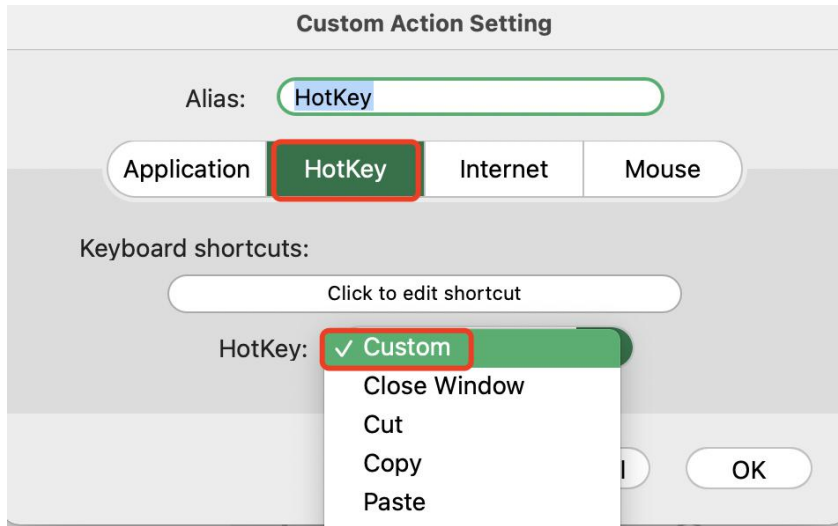 Custom Action Setting
Alias: HotKey
Application HotKey Internet Mouse
Keyboard shortcuts:
Click to edit shortcut
HotKey: ✓ Custom
Close Window
Cut
Copy
Paste
OK